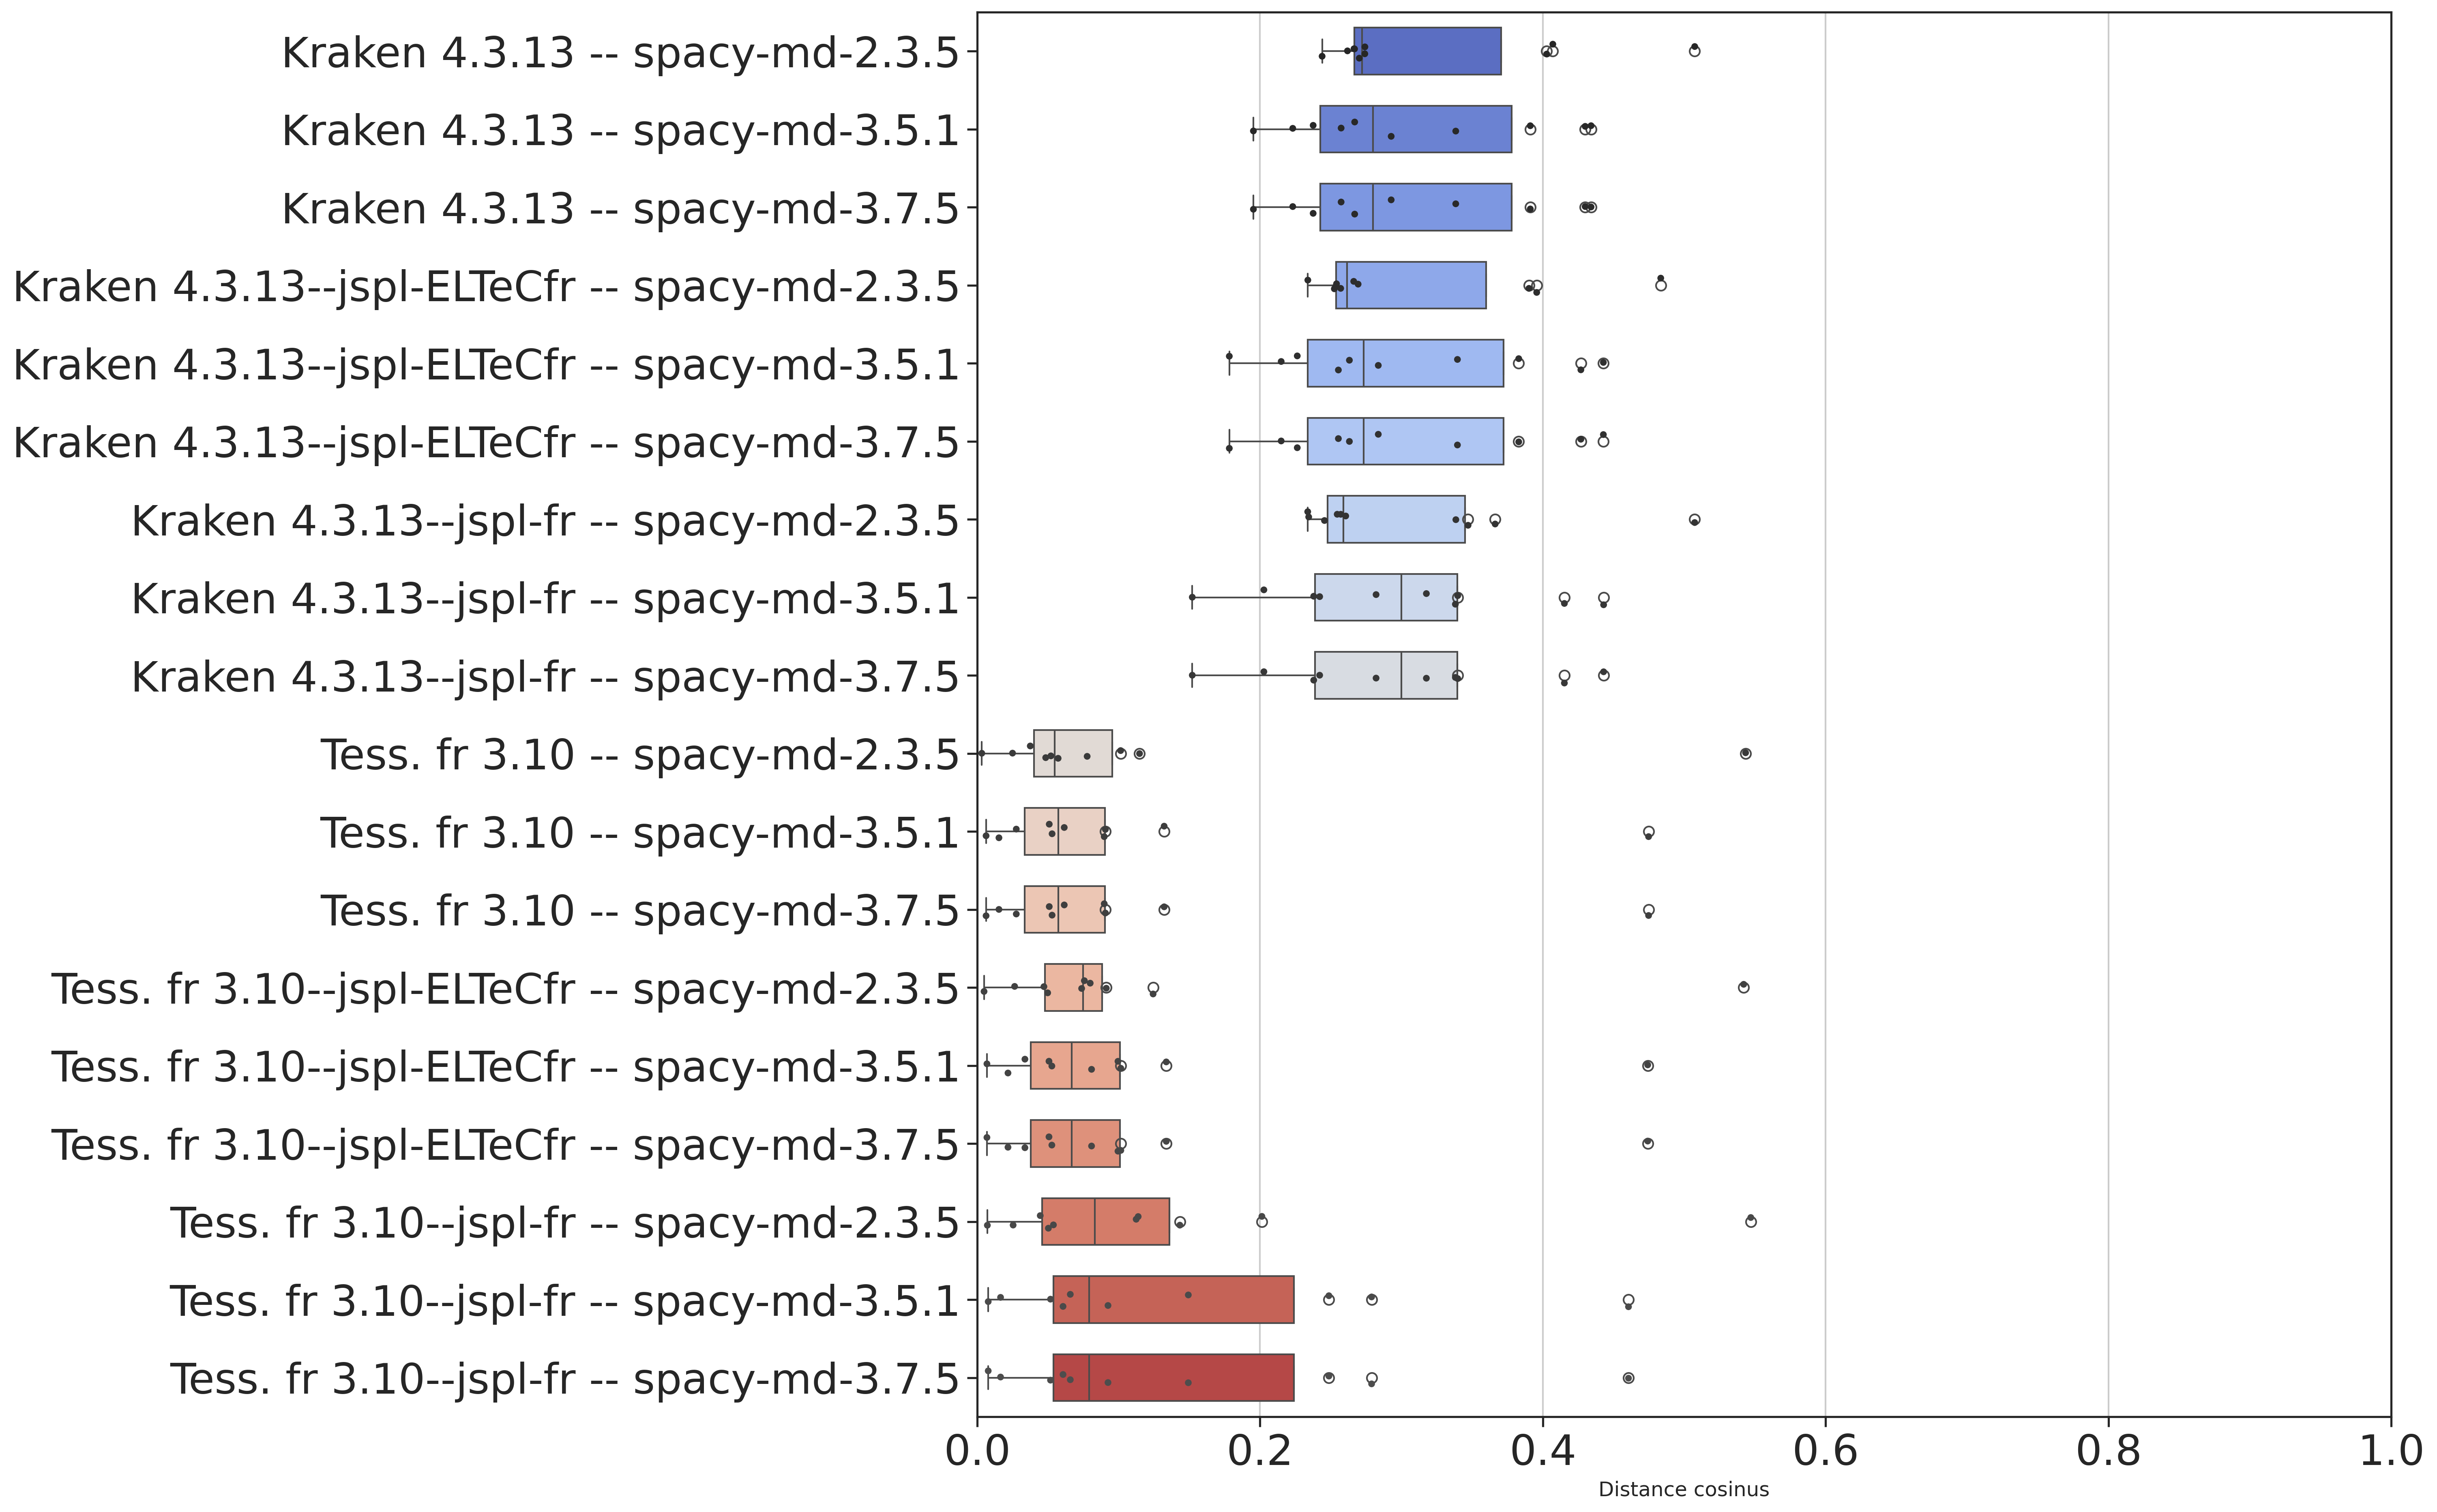 Kraken 4.3.13 -- spacy-md-2.3.5
Kraken 4.3.13 -- spacy-md-3.5.1
Kraken 4.3.13 -- spacy-md-3.7.5
Kraken 4.3.13--jspl-ELTeCfr -- spacy-md-2.3.5
Kraken 4.3.13--jspl-ELTeCfr -- spacy-md-3.5.1
Kraken 4.3.13--jspl-ELTeCfr -- spacy-md-3.7.5
Kraken 4.3.13--jspl-fr -- spacy-md-2.3.5
Kraken 4.3.13--jspl-fr -- spacy-md-3.5.1
Kraken 4.3.13--jspl-fr -- spacy-md-3.7.5
Tess. fr 3.10 -- spacy-md-2.3.5
Tess. fr 3.10 -- spacy-md-3.5.1
Tess. fr 3.10 -- spacy-md-3.7.5
Tess. fr 3.10--jspl-ELTeCfr -- spacy-md-2.3.5
Tess. fr 3.10--jspl-ELTeCfr -- spacy-md-3.5.1
Tess. fr 3.10--jspl-ELTeCfr -- spacy-md-3.7.5
Tess. fr 3.10--jspl-fr -- spacy-md-2.3.5
Tess. fr 3.10--jspl-fr -- spacy-md-3.5.1
Tess. fr 3.10--jspl-fr -- spacy-md-3.7.5
0.0 0.2 0.4 0.6 0.8 1.0
Distance cosinus